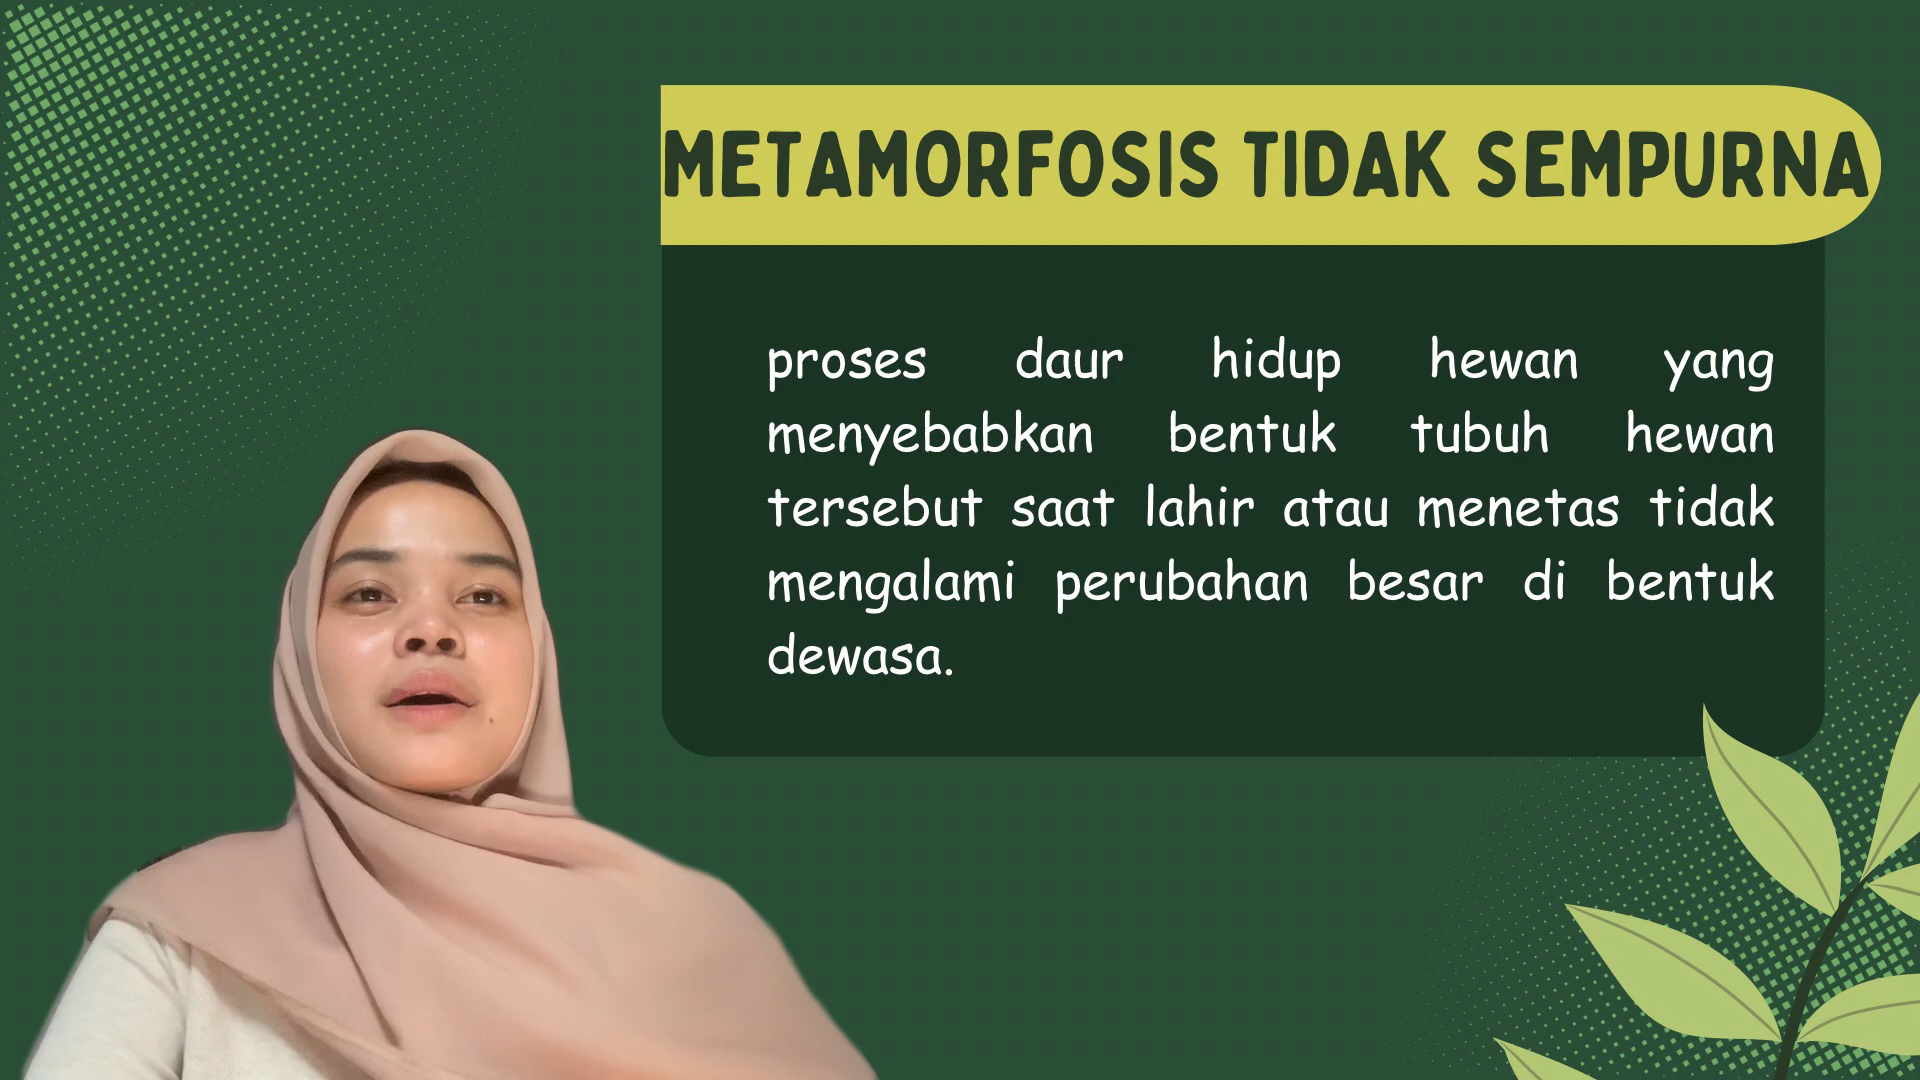 METAMORFOSIS TIDAK SEMPURNA
proses daur hidup hewan yang
menyebabkan bentuk tubuh hewan
tersebut saat lahir atau menetas tidak
mengalami perubahan besar di bentuk
dewasa.